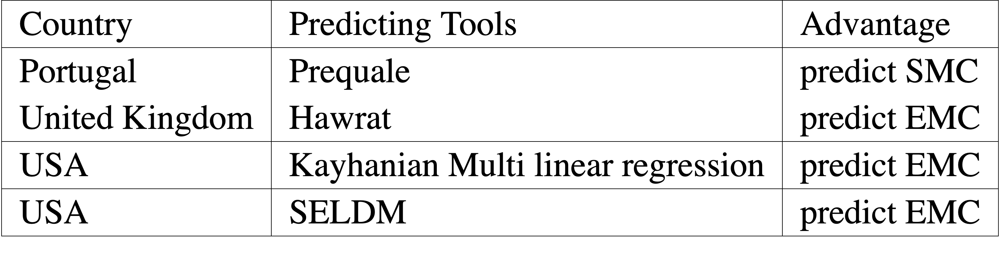 Country Predicting Tools Advantage
Portugal Prequale predict SMC
United Kingdom Hawrat predict EMC
USA Kayhanian Multi linear regression predict EMC
USA SELDM predict EMC